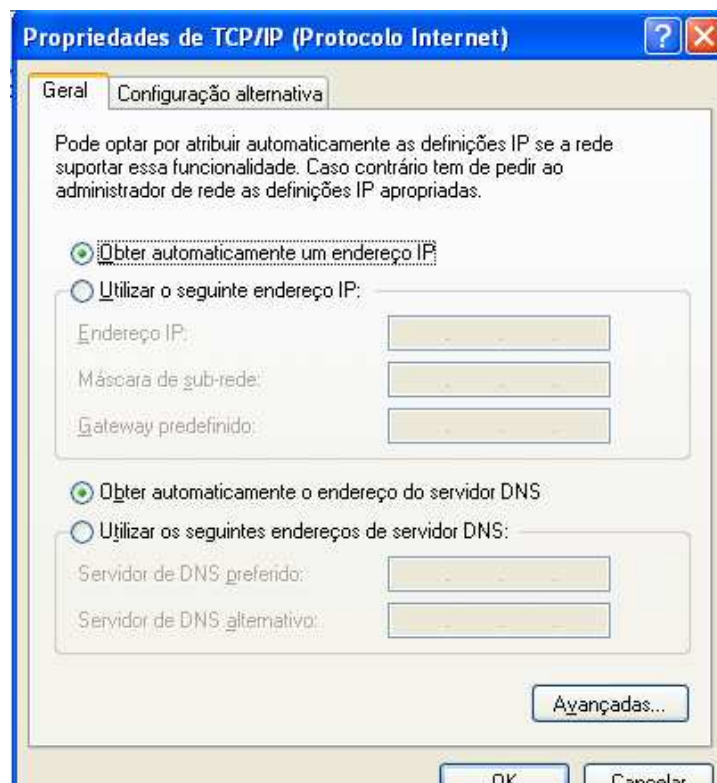 Propriedades de TCP/IP (Protocolo Internet)
Geral
Configuração alternativa
Pode optar por atribuir automaticamente as definições IP se a rede
suportar essa funcionalidade. Caso contrário tem de pedir ao
administrador de rede as definições IP apropriadas.
Obter automaticamente um endereço IP
Utilizar o seguinte endereço IP:
Endereço IP:
Máscara de sub-rede:
Gateway predefinido:
Obter automaticamente o endereço do servidor DNS
Utilizar os seguintes endereços de servidor DNS:
Servidor de DNS preferido:
Servidor de DNS alternativo:
Avançadas...
OK
Cancelar